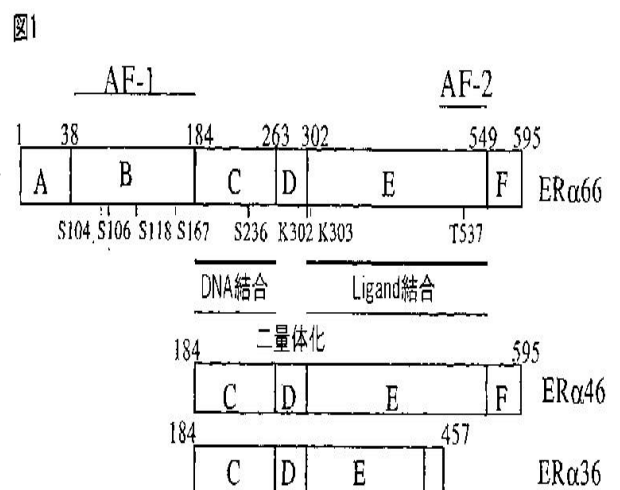 図1
AF-1 AF-2
1 38 184 263 302 549 595
A B C D E F ERα66
S104 S106 S118 S167 S236 K302 K303 T537
DNA結合 Ligand結合
二量体化
184 595
C D E F ERα46
184 457
C D E ERα36